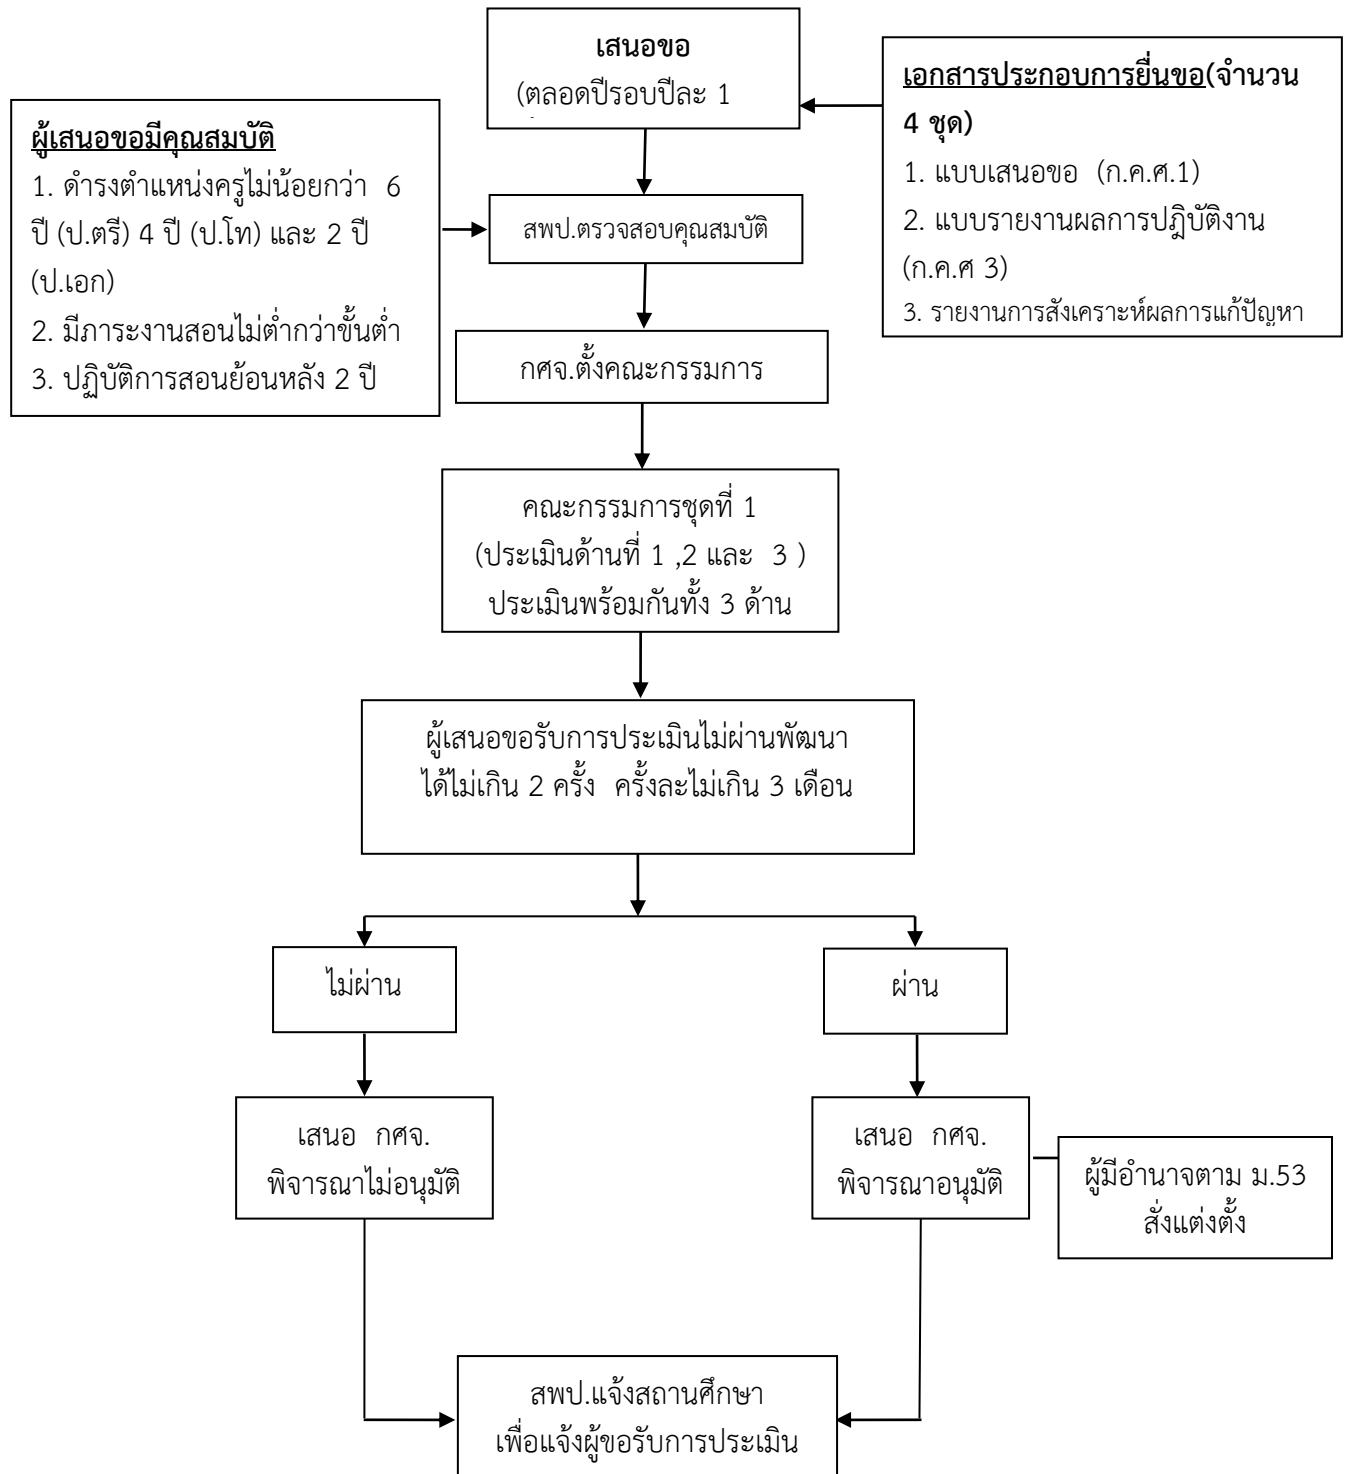 เสนอขอ
(ตลอดปีรอบปีละ 1
เอกสารประกอบการยื่นขอ(จำนวน
4 ชุด)
1. แบบเสนอขอ (ก.ค.ศ.1)
2. แบบรายงานผลการปฎิบัติงาน
(ก.ค.ศ 3)
3. รายงานการสังเคราะห์ผลการแก้ปัญหา
ผู้เสนอขอมีคุณสมบัติ
1. ดำรงตำแหน่งครูไม่น้อยกว่า 6
ปี (ป.ตรี) 4 ปี (ป.โท) และ 2 ปี
(ป.เอก)
2. มีภาระงานสอนไม่ต่ำกว่าขั้นต่ำ
3. ปฏิบัติการสอนย้อนหลัง 2 ปี
สพป.ตรวจสอบคุณสมบัติ
กศจ.ตั้งคณะกรรมการ
คณะกรรมการชุดที่ 1
(ประเมินด้านที่ 1 ,2 และ 3 )
ประเมินพร้อมกันทั้ง 3 ด้าน
ผู้เสนอขอรับการประเมินไม่ผ่านพัฒนา
ได้ไม่เกิน 2 ครั้ง ครั้งละไม่เกิน 3 เดือน
ไม่ผ่าน
ผ่าน
เสนอ กศจ.
พิจารณาไม่อนุมัติ
เสนอ กศจ.
พิจารณาอนุมัติ
ผู้มีอำนาจตาม ม.53
สั่งแต่งตั้ง
สพป.แจ้งสถานศึกษา
เพื่อแจ้งผู้ขอรับการประเมิน